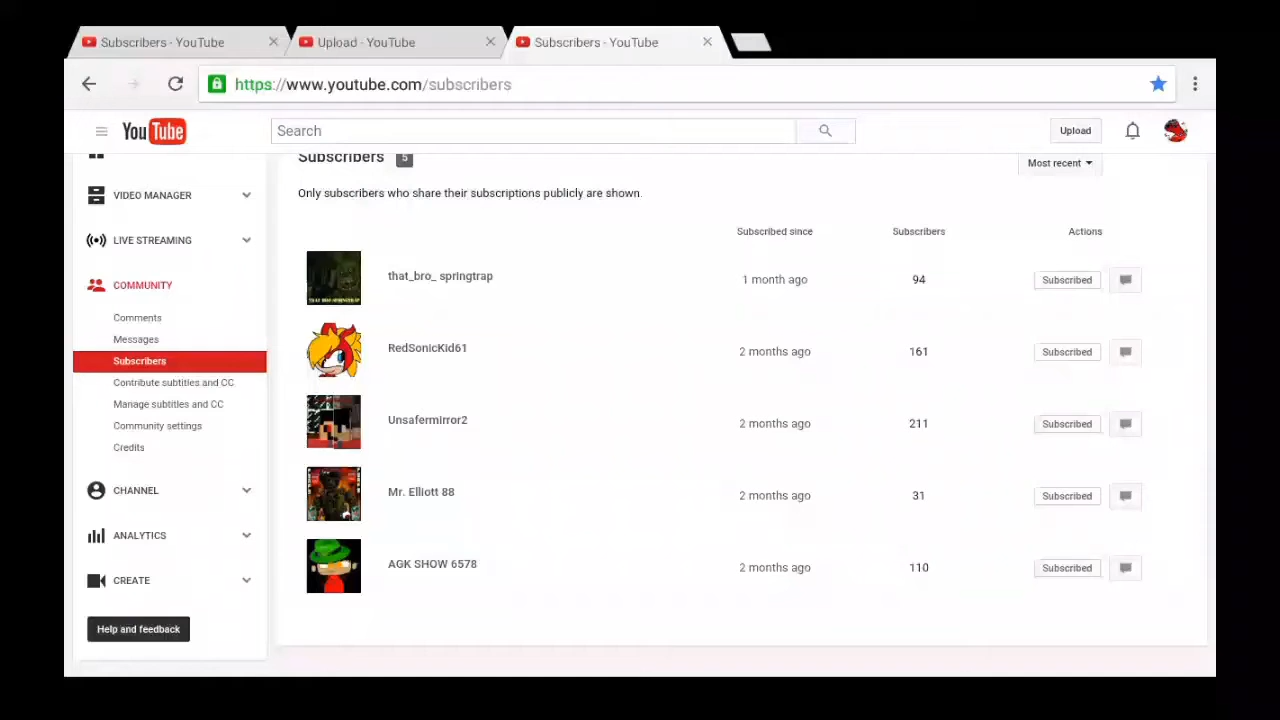 Subscribers - YouTube
Upload - YouTube
Subscribers - YouTube
https://www.youtube.com/subscribers
YouTube
Search
Upload
Subscribers 5
Most recent
Only subscribers who share their subscriptions publicly are shown.
VIDEO MANAGER
LIVE STREAMING
COMMUNITY
Comments
Messages
Subscribers
Contribute subtitles and CC
Manage subtitles and CC
Community settings
Credits
CHANNEL
ANALYTICS
CREATE
Help and feedback
Subscribed since Subscribers Actions
that_bro_ springtrap 1 month ago 94 Subscribed
THAT BRO SPRINGTRAP
RedSonicKid61 2 months ago 161 Subscribed
Unsafermirror2 2 months ago 211 Subscribed
Mr. Elliott 88 2 months ago 31 Subscribed
AGK SHOW 6578 2 months ago 110 Subscribed